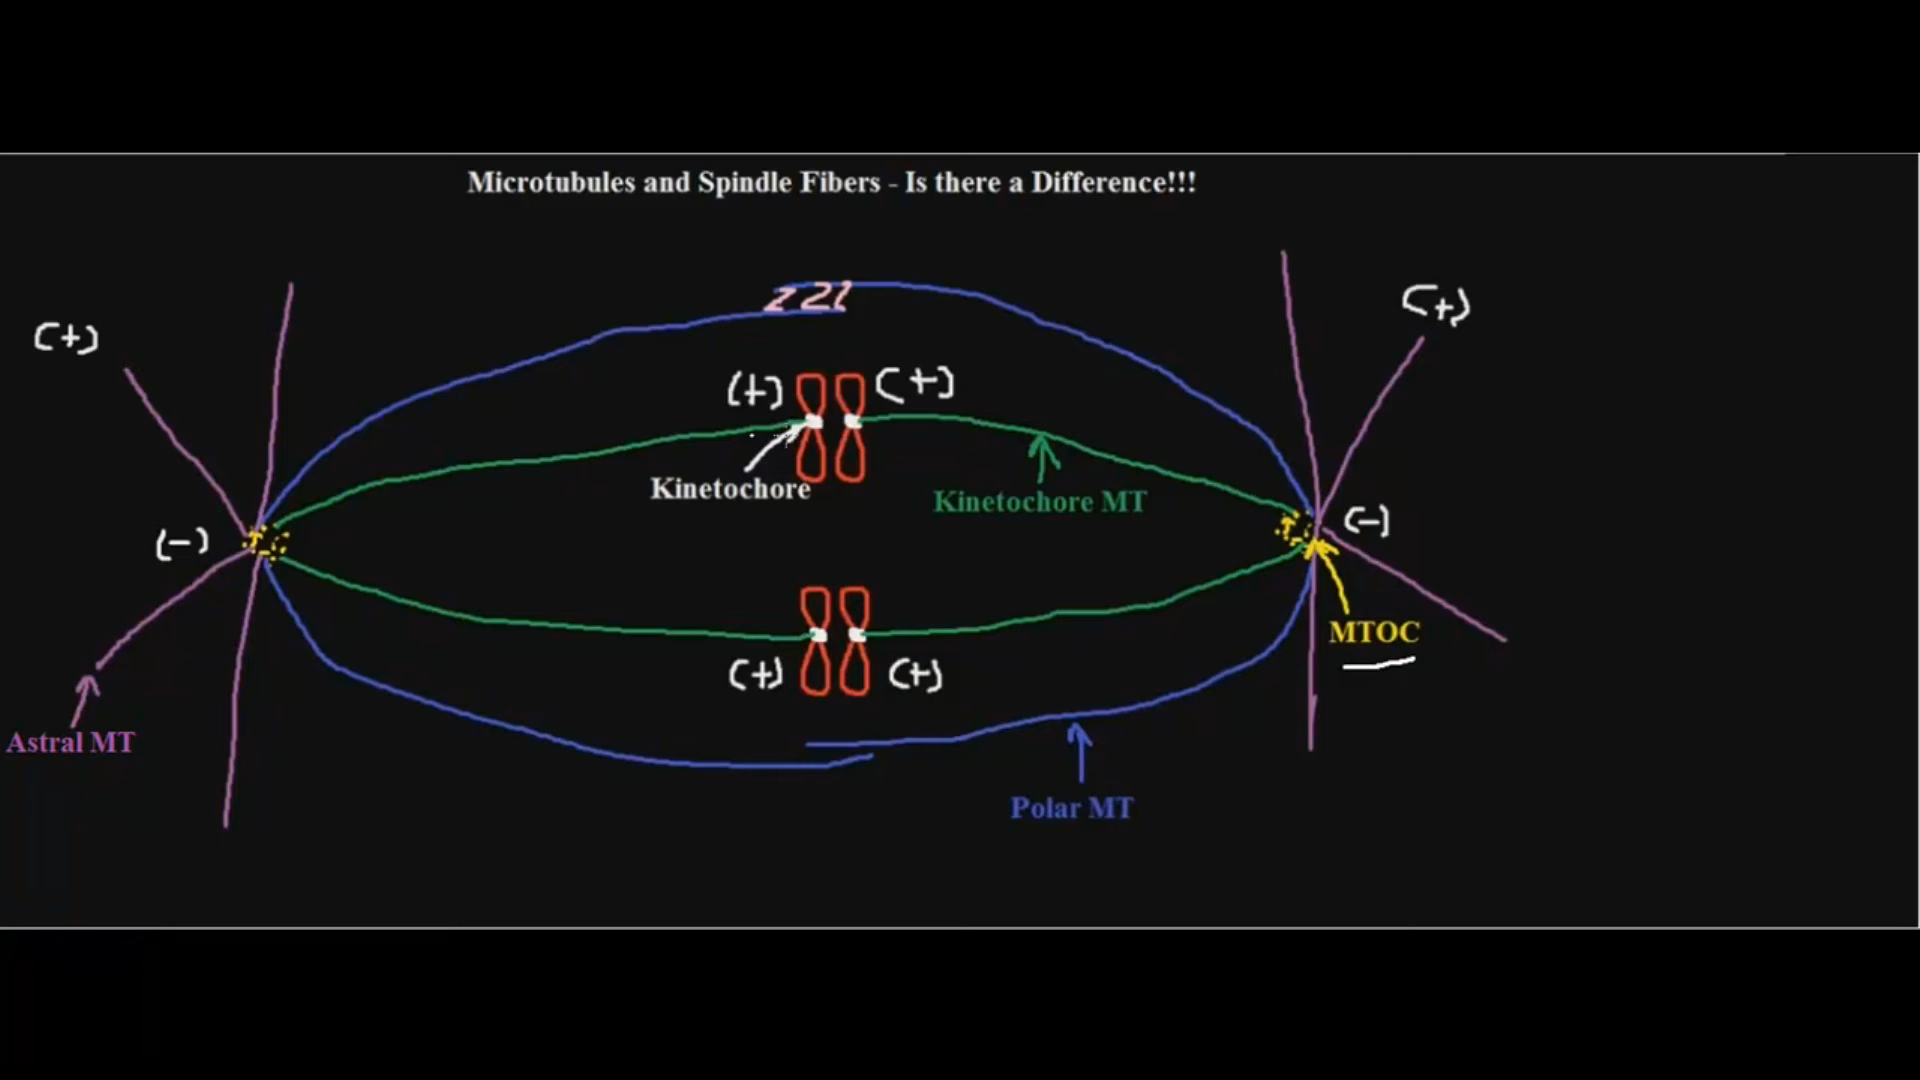 Microtubules and Spindle Fibers - Is there a Difference!!!
(+)
(+)
(+) (+)
Kinetochore
Kinetochore MT
(-)
(-)
MTOC
(+) (+)
Astral MT
Polar MT